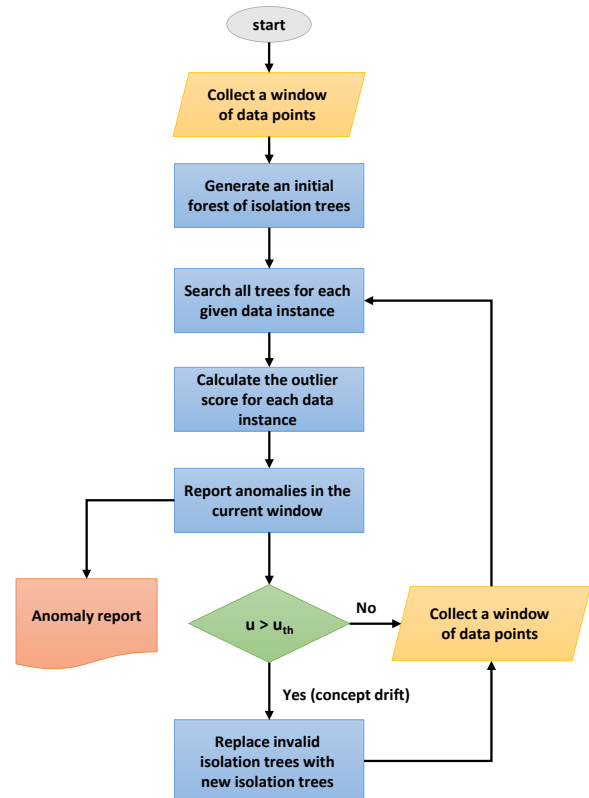 start
Collect a window
of data points
Generate an initial
forest of isolation trees
Search all trees for each
given data instance
Calculate the outlier
score for each data
instance
Report anomalies in the
current window
Anomaly report
u > u_th
No
Collect a window
of data points
Yes (concept drift)
Replace invalid
isolation trees with
new isolation trees